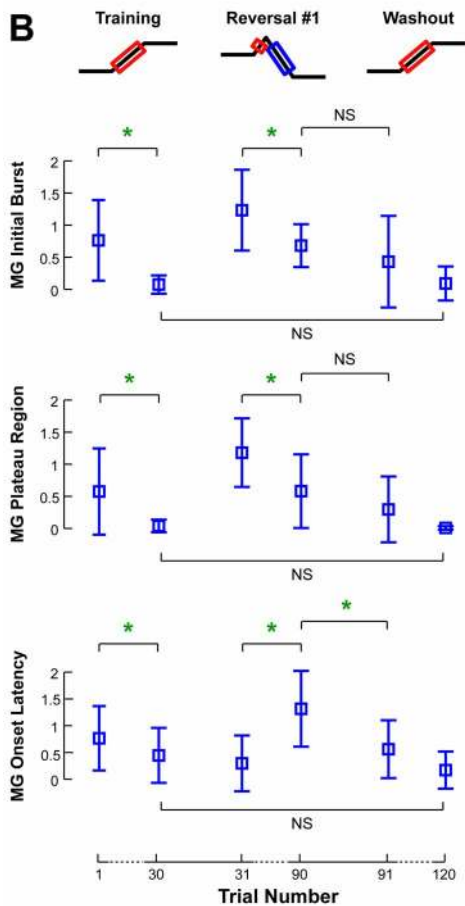 B
Training Reversal #1 Washout
NS
* *
2
1.5
1
0.5
0
MG Initial Burst
NS
NS
* *
2
1.5
1
0.5
0
MG Plateau Region
NS
*
* *
2
1.5
1
0.5
0
MG Onset Latency
NS
1 30 31 90 91 120
Trial Number